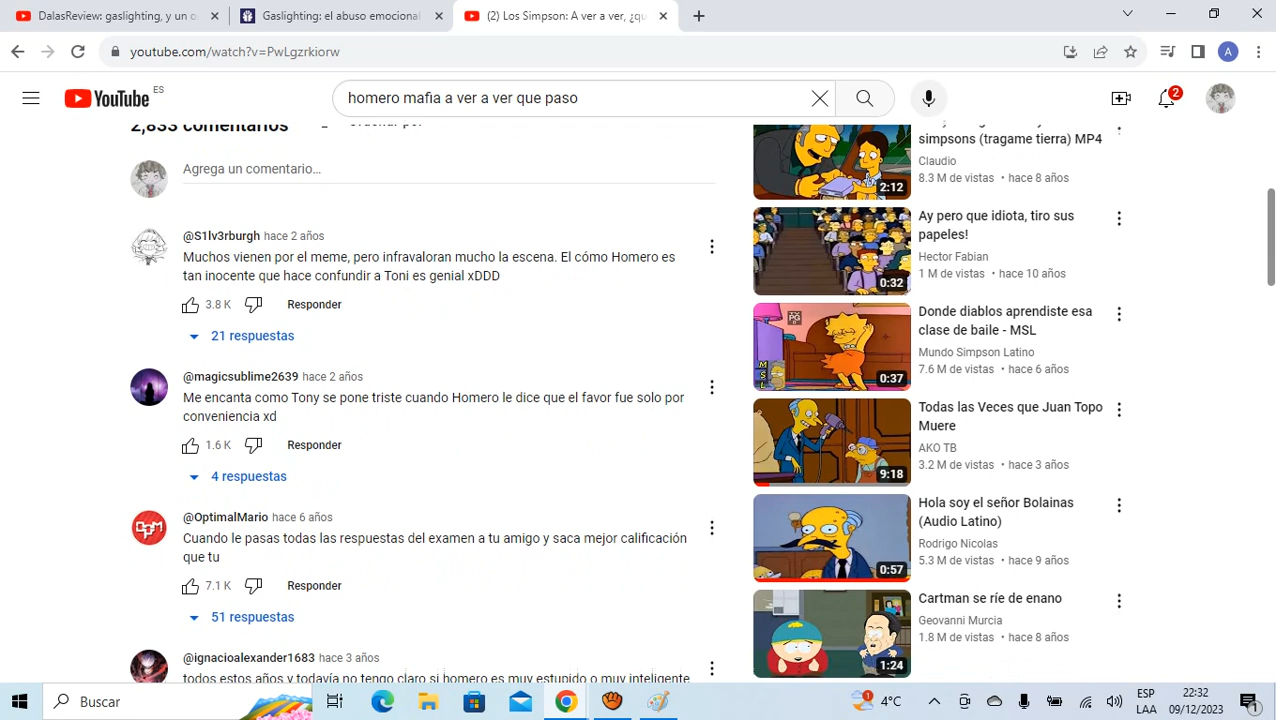 DalasReview: gaslighting, y un o
Gaslighting: el abuso emocional
(2) Los Simpson: A ver a ver, ¿qu
youtube.com/watch?v=PwLgzrkiorw
A
YouTube ES
homero mafia a ver a ver que paso
2
2,833 comentarios
Ordenar por
Agrega un comentario...
@S1lv3rburgh hace 2 años
Muchos vienen por el meme, pero infravaloran mucho la escena. El cómo Homero es
tan inocente que hace confundir a Toni es genial xDDD
3.8 K Responder
21 respuestas
@magicsublime2639 hace 2 años
Me encanta como Tony se pone triste cuando Homero le dice que el favor fue solo por
conveniencia xd
1.6 K Responder
4 respuestas
@OptimalMario hace 6 años
Cuando le pasas todas las respuestas del examen a tu amigo y saca mejor calificación
que tu
7.1 K Responder
51 respuestas
@ignacioalexander1683 hace 3 años
todos estos años y todavía no tengo claro si homero es muy estupido o muy inteligente
simpsons (tragame tierra) MP4
Claudio
8.3 M de vistas • hace 8 años
2:12
Ay pero que idiota, tiro sus
papeles!
Hector Fabian
1 M de vistas • hace 10 años
0:32
Donde diablos aprendiste esa
clase de baile - MSL
Mundo Simpson Latino
7.6 M de vistas • hace 6 años
TV PG
MSL
0:37
Todas las Veces que Juan Topo
Muere
AKO TB
3.2 M de vistas • hace 3 años
9:18
Hola soy el señor Bolainas
(Audio Latino)
Rodrigo Nicolas
5.3 M de vistas • hace 9 años
0:57
Cartman se ríe de enano
Geovanni Murcia
1.8 M de vistas • hace 8 años
1:24
Buscar
1
4°C
ESP
LAA
22:32
09/12/2023
1